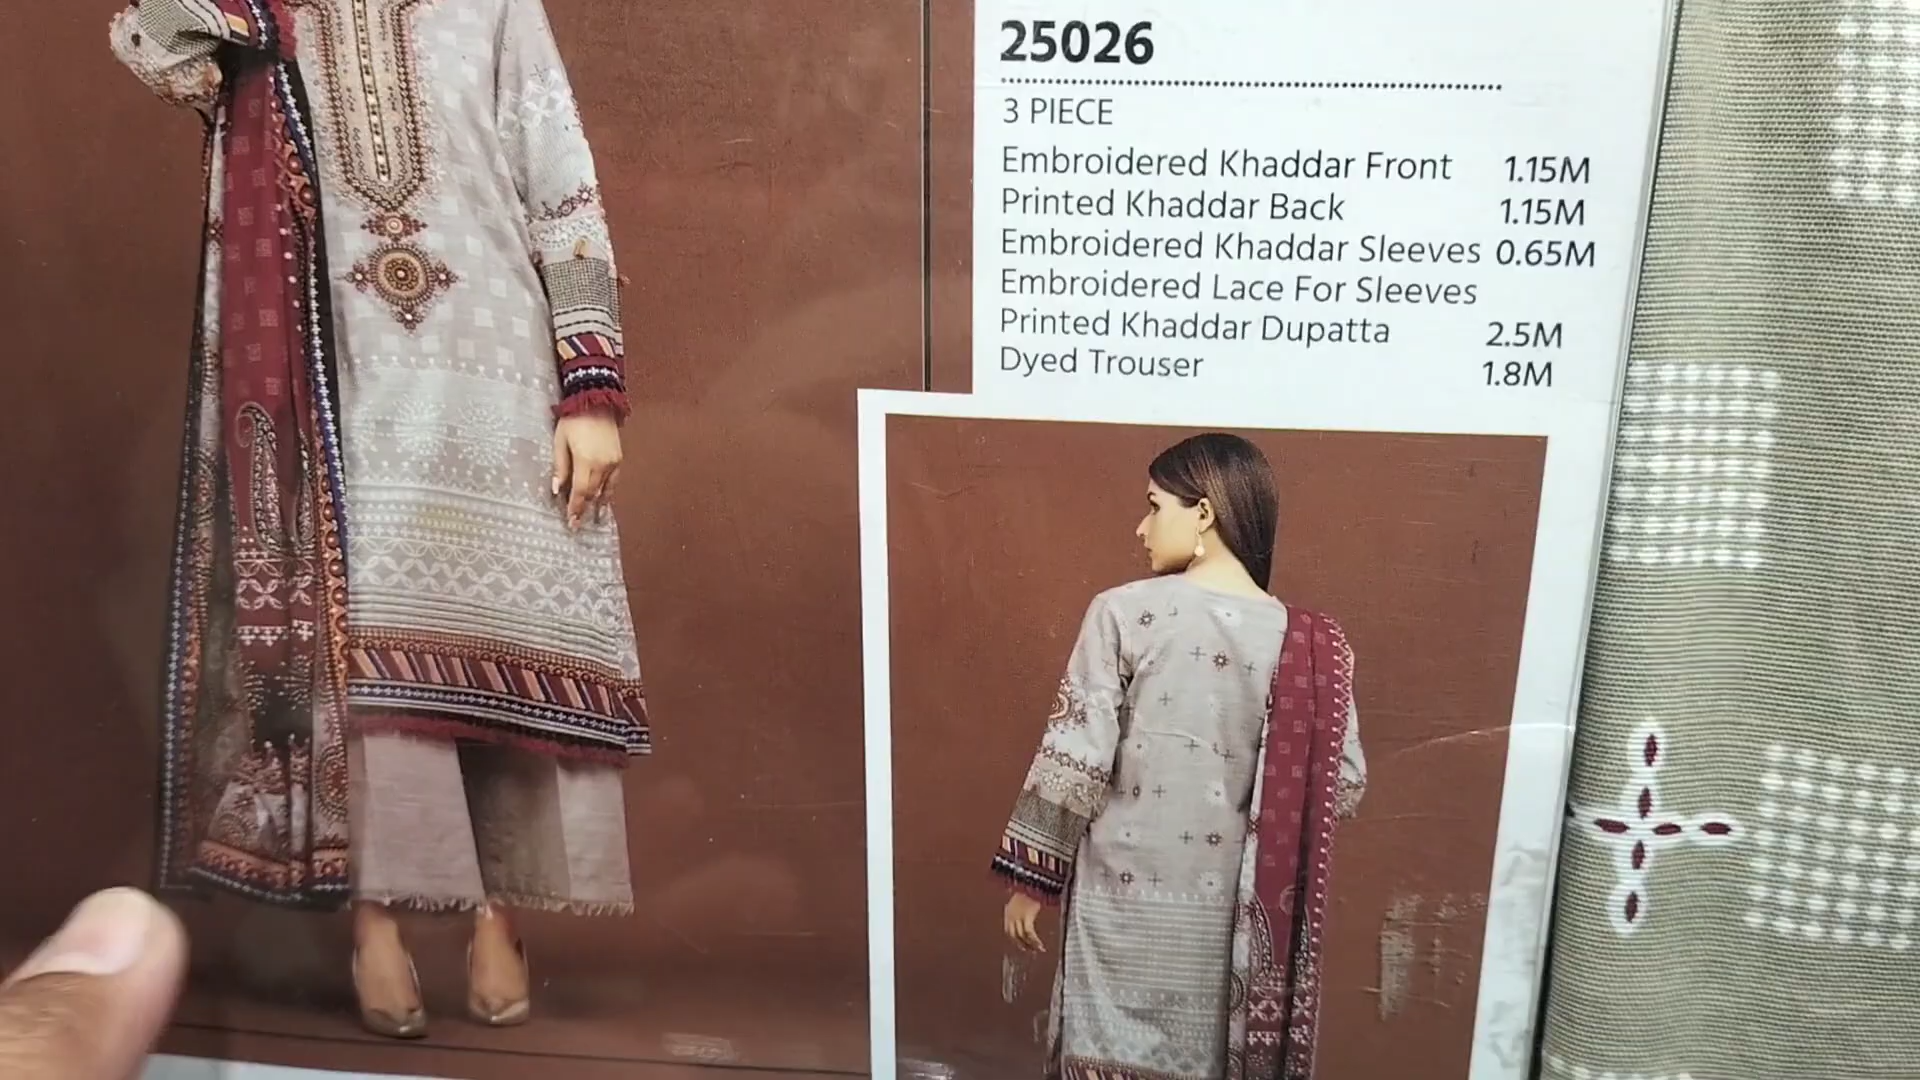 25026
3 PIECE
Embroidered Khaddar Front 1.15M
Printed Khaddar Back 1.15M
Embroidered Khaddar Sleeves 0.65M
Embroidered Lace For Sleeves
Printed Khaddar Dupatta 2.5M
Dyed Trouser 1.8M